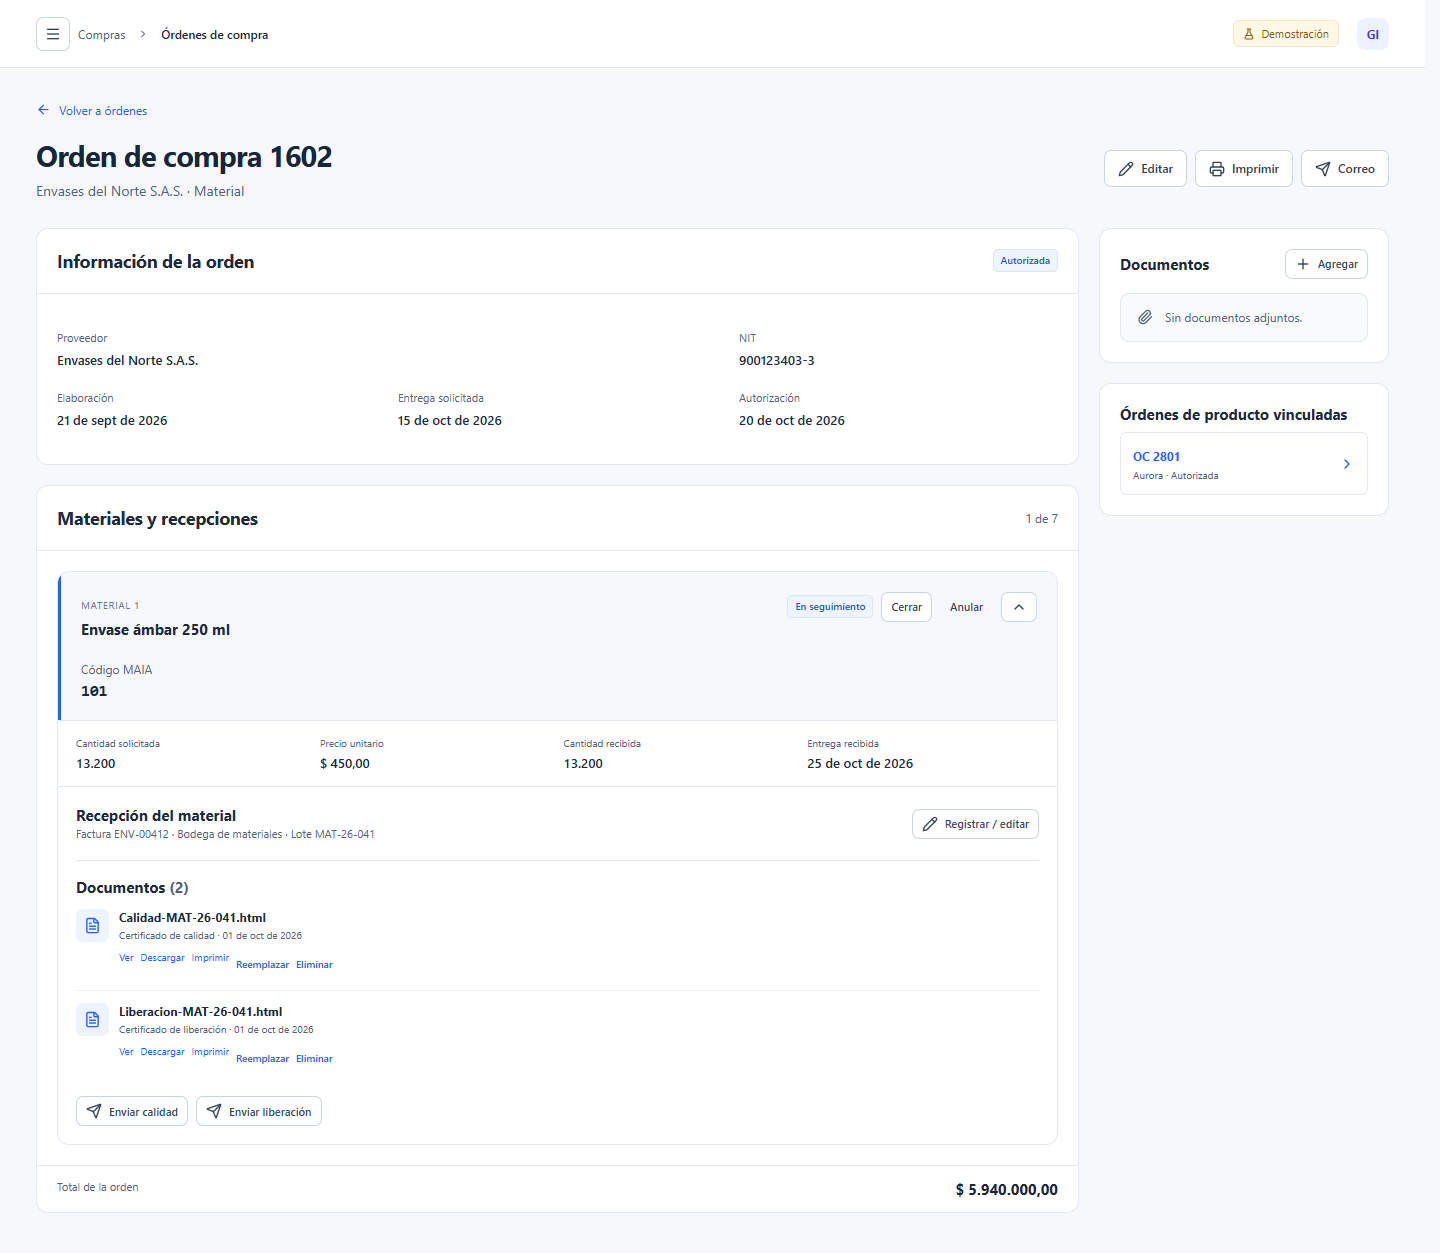 Compras
Órdenes de compra
Demostración
GI
Volver a órdenes
Orden de compra 1602
Envases del Norte S.A.S. · Material
Editar
Imprimir
Correo
Información de la orden
Autorizada
Proveedor
Envases del Norte S.A.S.
NIT
900123403-3
Elaboración
21 de sept de 2026
Entrega solicitada
15 de oct de 2026
Autorización
20 de oct de 2026
Documentos
Agregar
Sin documentos adjuntos.
Órdenes de producto vinculadas
OC 2801
Aurora · Autorizada
Materiales y recepciones
1 de 7
MATERIAL 1
Envase ámbar 250 ml
En seguimiento
Cerrar
Anular
Código MAIA
101
Cantidad solicitada
13.200
Precio unitario
$ 450,00
Cantidad recibida
13.200
Entrega recibida
25 de oct de 2026
Recepción del material
Factura ENV-00412 · Bodega de materiales · Lote MAT-26-041
Registrar / editar
Documentos (2)
Calidad-MAT-26-041.html
Certificado de calidad · 01 de oct de 2026
Ver Descargar Imprimir Reemplazar Eliminar
Liberacion-MAT-26-041.html
Certificado de liberación · 01 de oct de 2026
Ver Descargar Imprimir Reemplazar Eliminar
Enviar calidad
Enviar liberación
Total de la orden
$ 5.940.000,00